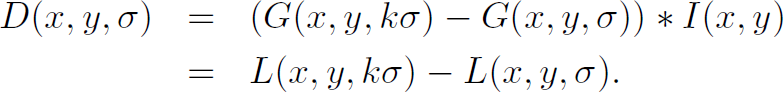 D(x, y, σ) = (G(x, y, kσ) − G(x, y, σ)) ∗ I(x, y)
= L(x, y, kσ) − L(x, y, σ).